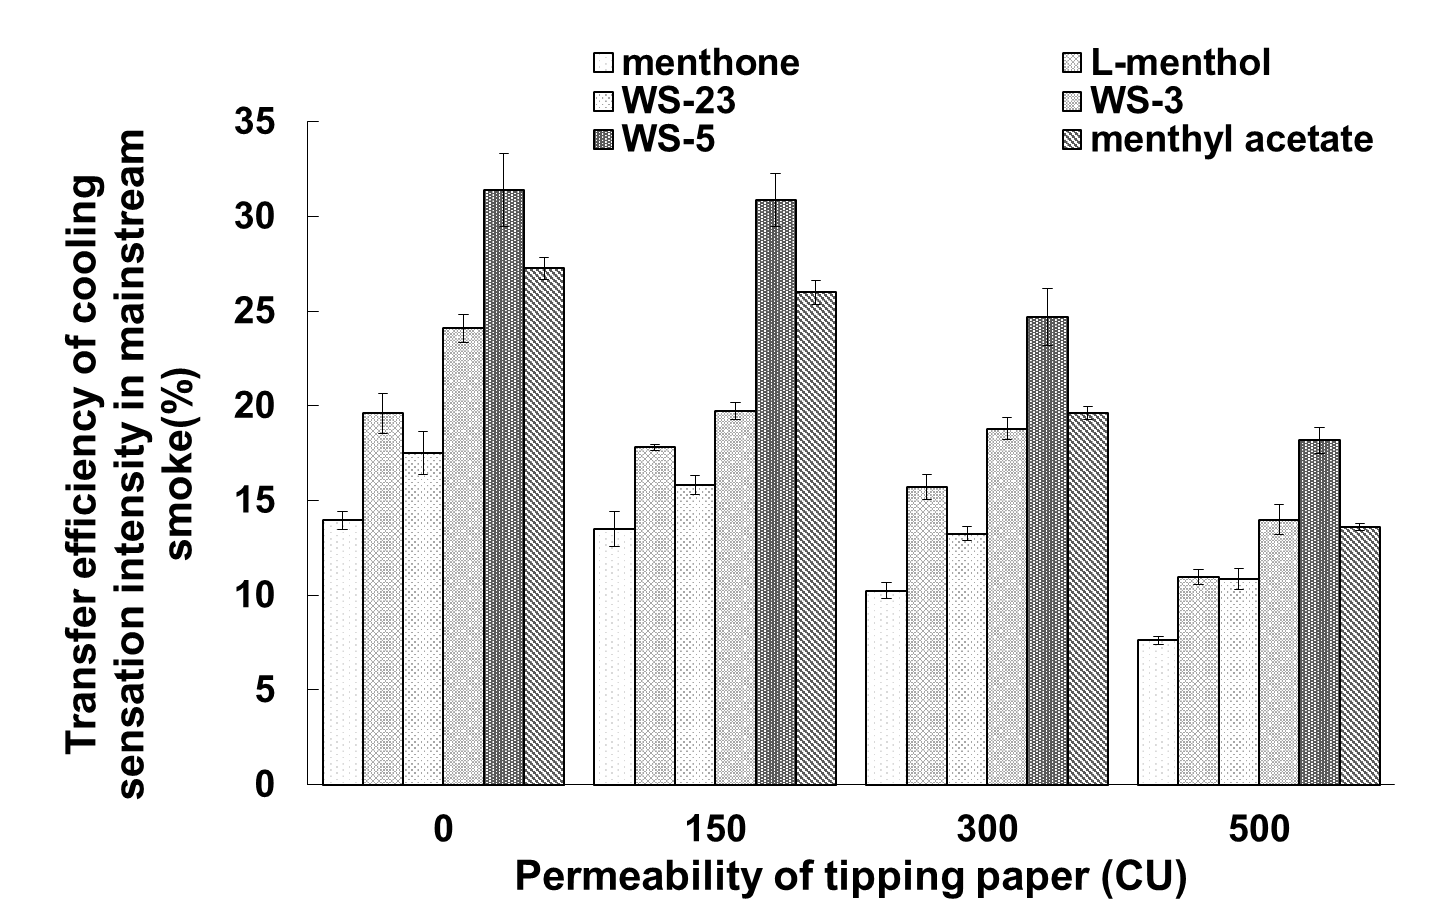 menthone
L-menthol
WS-23
WS-3
WS-5
menthyl acetate
Transfer efficiency of cooling
sensation intensity in mainstream
smoke(%)
35
30
25
20
15
10
5
0
0
150
300
500
Permeability of tipping paper (CU)